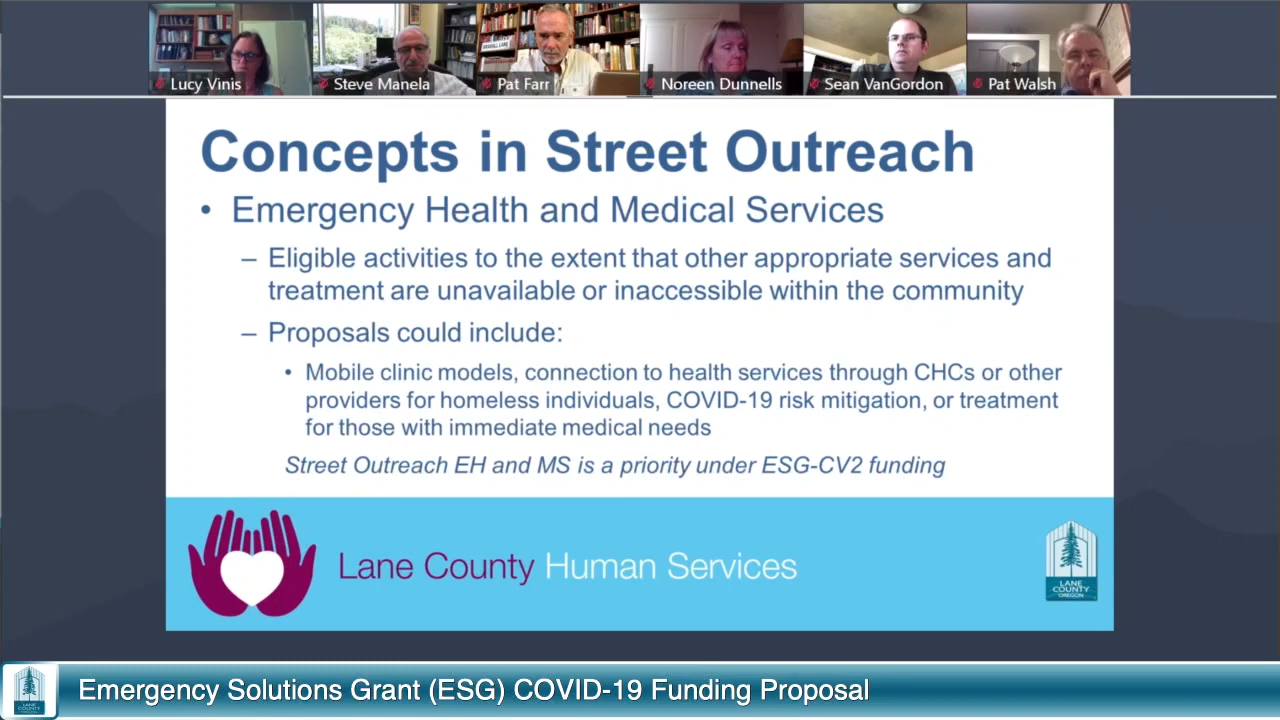 Lucy Vinis
Steve Manela
Pat Farr
Noreen Dunnells
Sean VanGordon
Pat Walsh
Concepts in Street Outreach
• Emergency Health and Medical Services
– Eligible activities to the extent that other appropriate services and
treatment are unavailable or inaccessible within the community
– Proposals could include:
• Mobile clinic models, connection to health services through CHCs or other
providers for homeless individuals, COVID-19 risk mitigation, or treatment
for those with immediate medical needs
Street Outreach EH and MS is a priority under ESG-CV2 funding
Lane County Human Services
LANE
COUNTY
OREGON
LANE
COUNTY
Emergency Solutions Grant (ESG) COVID-19 Funding Proposal